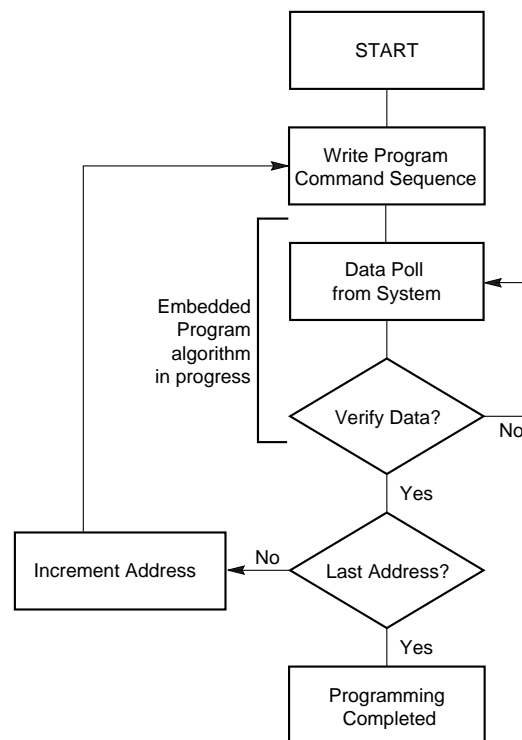 START
Write Program
Command Sequence
Data Poll
from System
Embedded
Program
algorithm
in progress
Verify Data?
No
Yes
Last Address?
No
Increment Address
Yes
Programming
Completed